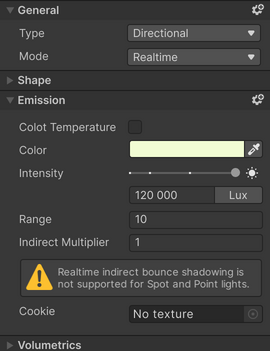 General
Type Directional
Mode Realtime
Shape
Emission
Colot Temperature
Color
Intensity
120 000 Lux
Range 10
Indirect Multiplier 1
Realtime indirect bounce shadowing is
not supported for Spot and Point lights.
Cookie No texture
Volumetrics